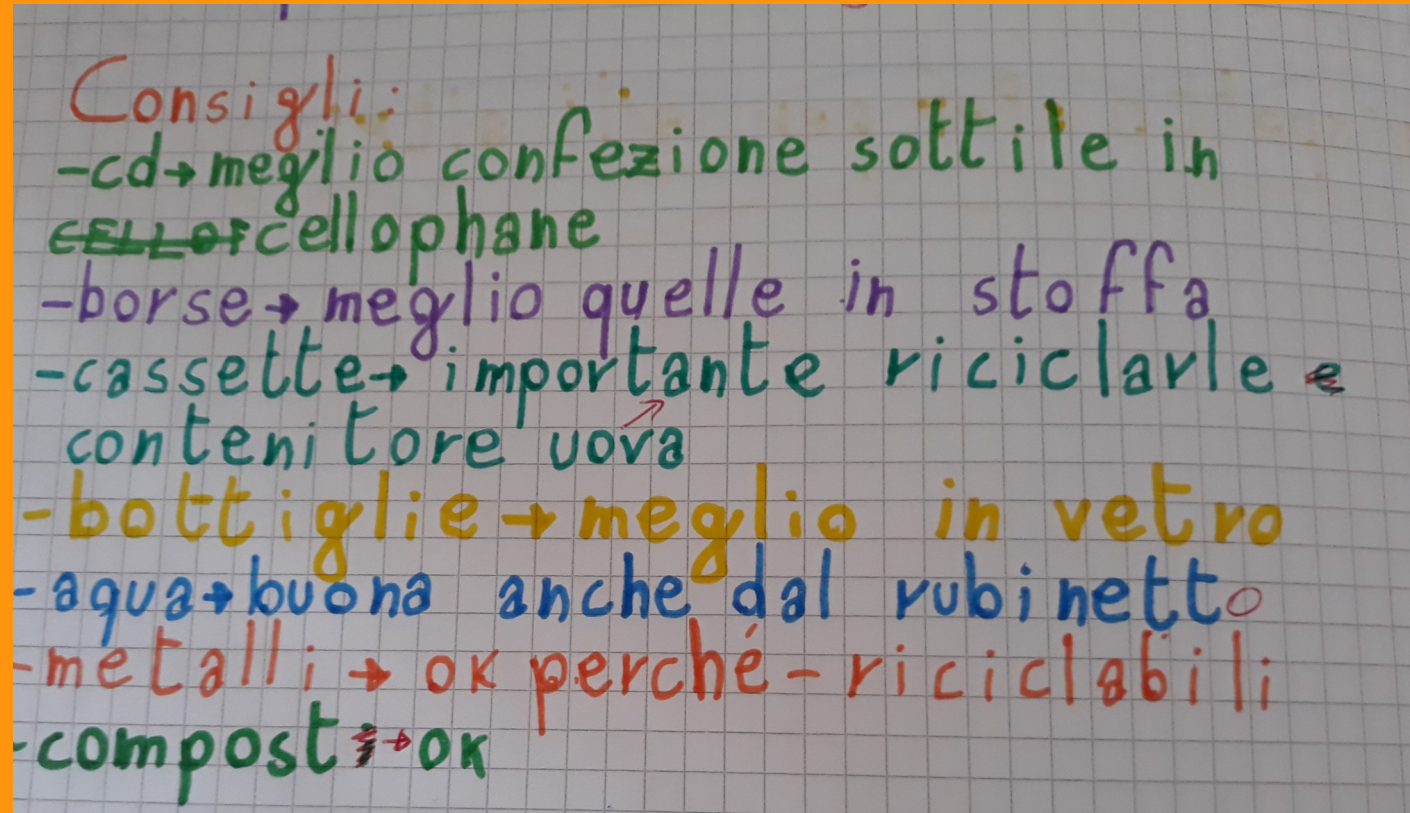 Consigli:
-cd→meglio confezione sottile in
cellophane
-borse→meglio quelle in stoffa
-cassette→importante riciclarle e
contenitore uova
-bottiglie→meglio in vetro
-aqua→buona anche dal rubinetto
-metalli→ok perché-riciclabili
-compost→ok